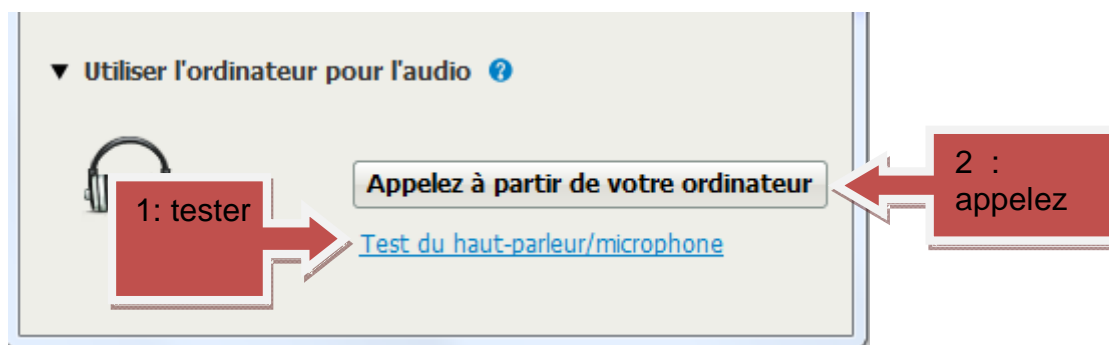 ▼ Utiliser l'ordinateur pour l'audio ?
Appelez à partir de votre ordinateur
2 :
appelez
1: tester
Test du haut-parleur/microphone